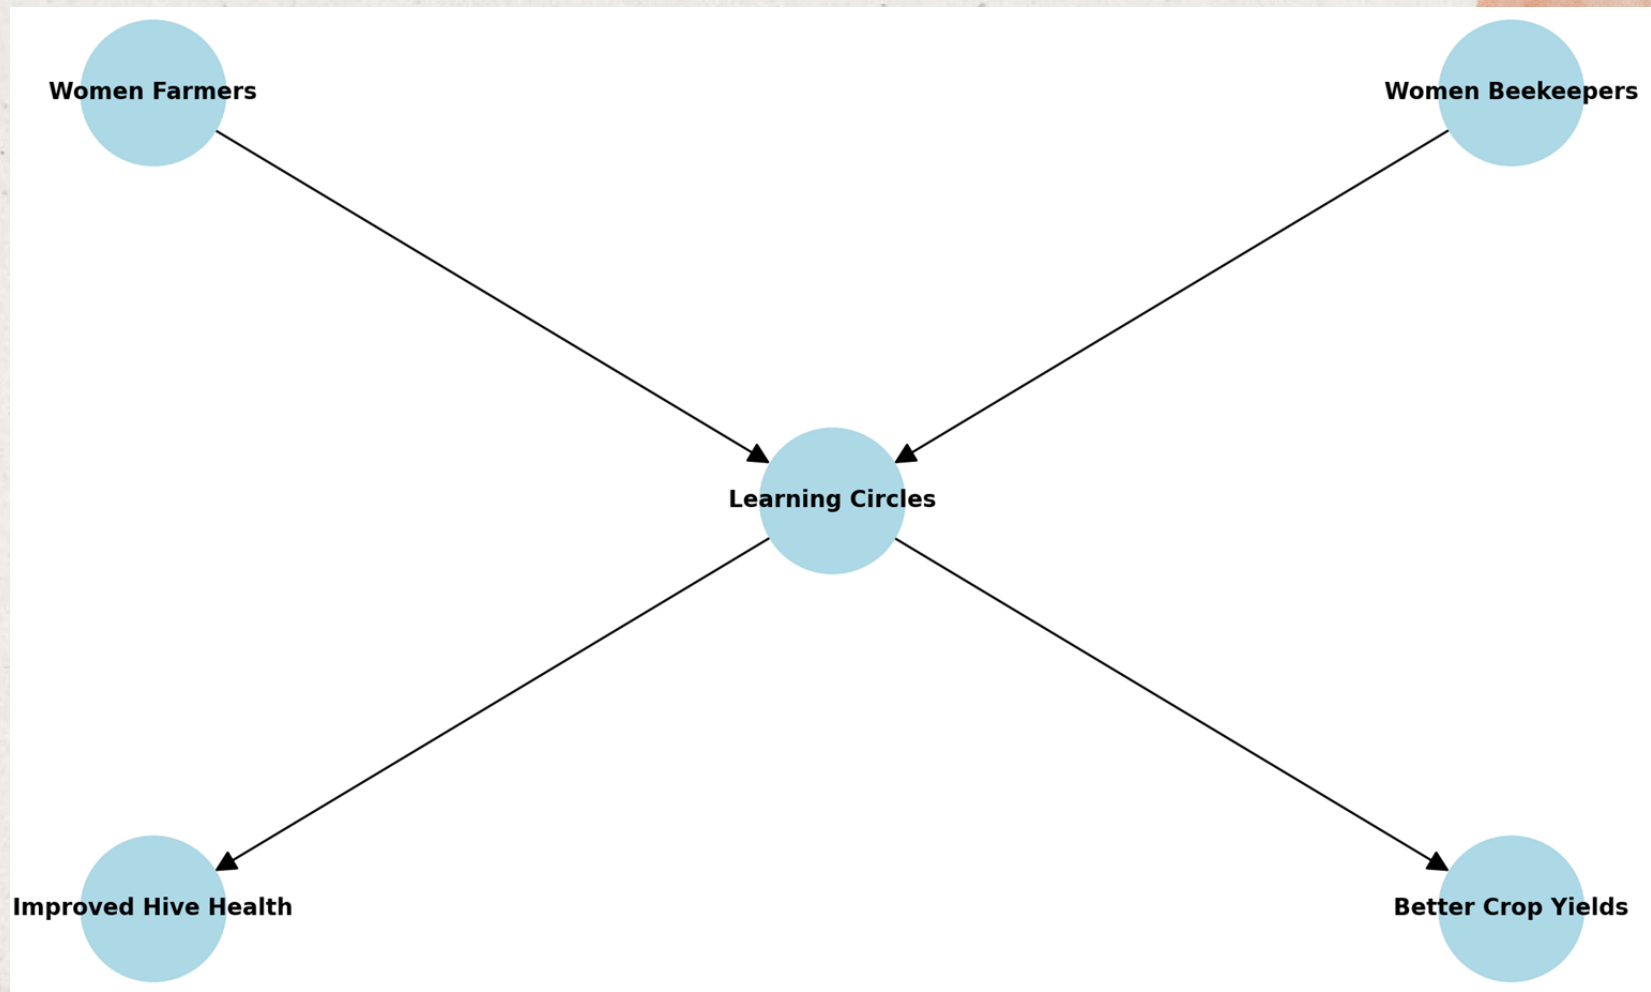 Women Farmers
Women Beekeepers
Learning Circles
Improved Hive Health
Better Crop Yields